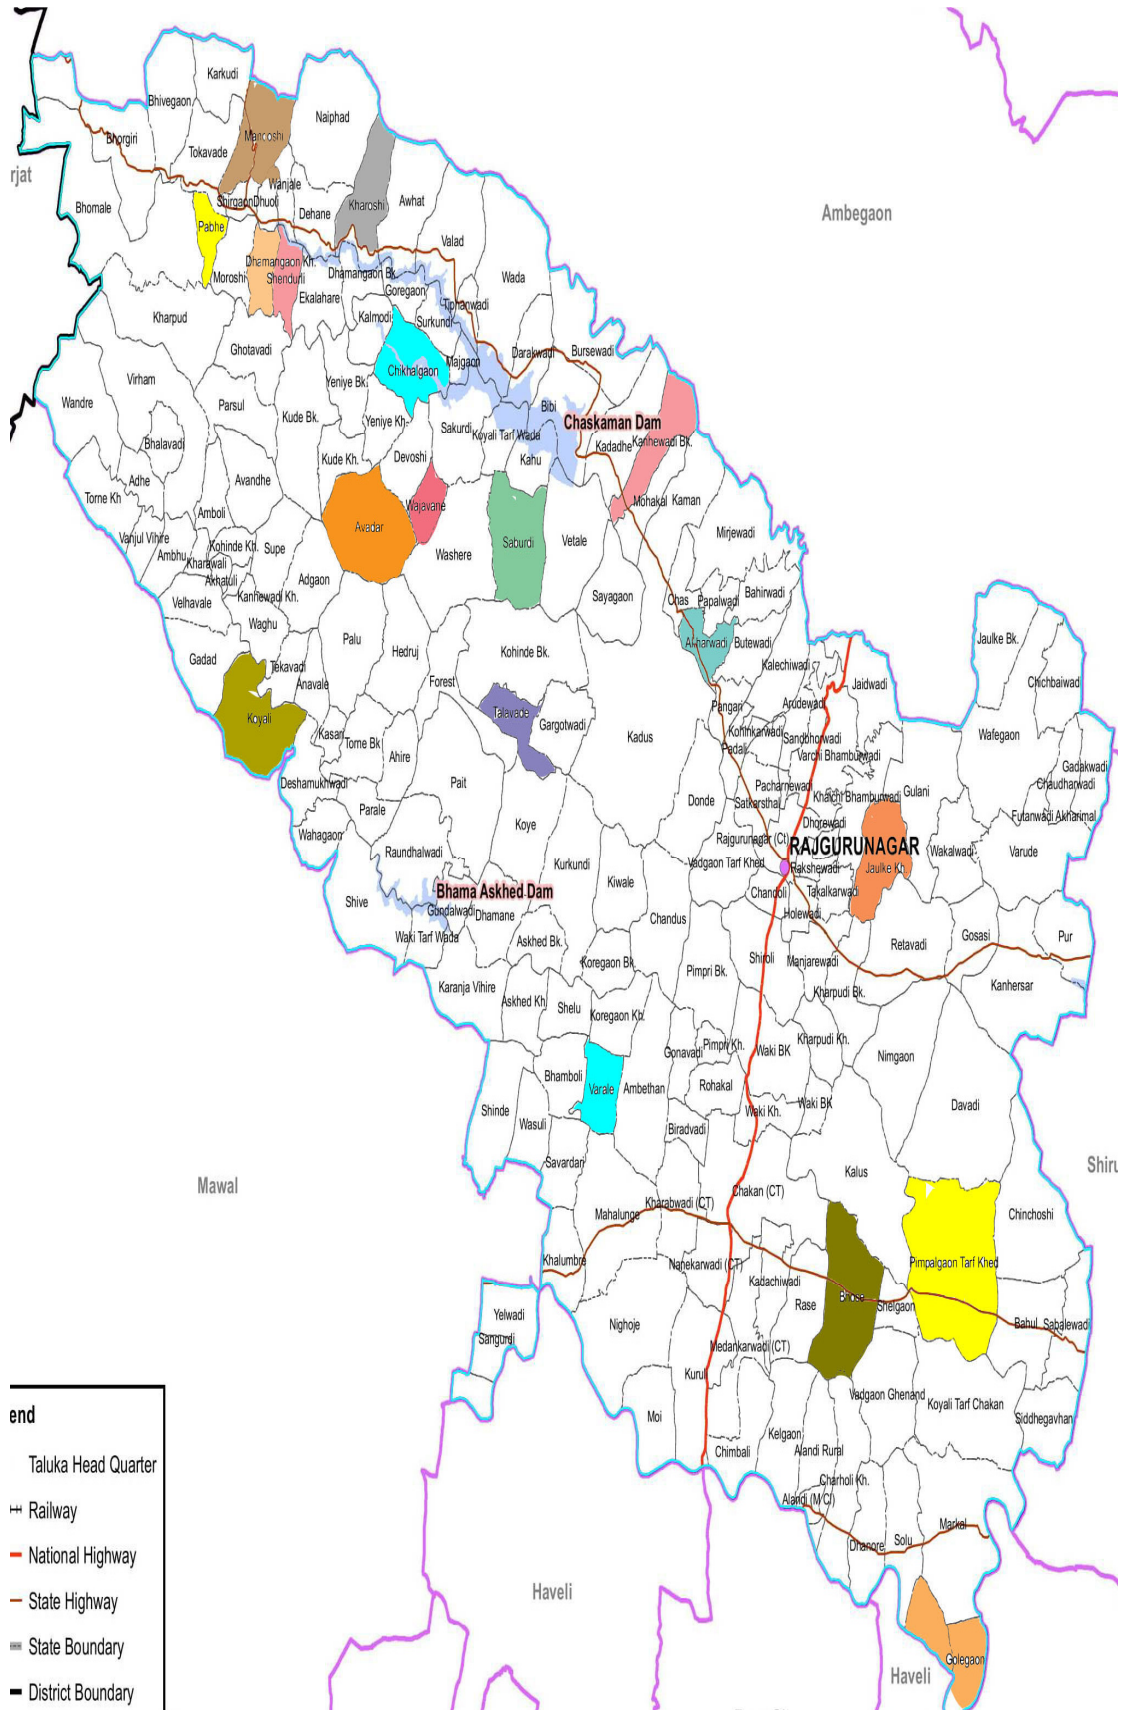 Karkudi
Bhivegaon
Naiphad
Bhorgiri
Tokavade
Mandoshi
rjat
Wanjale
Bhomale
Shirgaon
Dhuoli
Dehane
Kharoshi
Awhat
Ambegaon
Pabhe
Valad
Dhamangaon Kh.
Moroshi
Shendurli
Dhamangaon Bk.
Wada
Ekalahare
Goregaon
Tiphanwadi
Kharpud
Kalmodi
Surkundi
Ghotavadi
Darakwadi
Bursewadi
Majgaon
Chikhalgaon
Virham
Yeniye Bk.
Wandre
Parsul
Kude Bk.
Bibi
Yeniye Kh.
Sakurdi
Koyali Tarf Wada
Chaskaman Dam
Bhalavadi
Kadadhe
Kanhewadi Bk.
Kude Kh.
Devoshi
Kahu
Adhe
Avandhe
Torne Kh
Wajavane
Mohakal
Kaman
Amboli
Avadar
Mirjewadi
Vanjul Vihire
Kohinde Kh.
Supe
Saburdi
Vetale
Ambhu
Kharawali
Washere
Akhatuli
Adgaon
Velhavale
Kanhewadi Kh.
Sayagaon
Chas
Papalwadi
Bahirwadi
Waghu
Palu
Hedruj
Kohinde Bk.
Akharwadi
Butewadi
Jaulke Bk.
Gadad
Tekavadi
Kalechiwadi
Anavale
Forest
Jaidwadi
Chichbaiwadi
Koyali
Talavade
Gargotwadi
Pangari
Arudewadi
Kasari
Kadus
Kohinkarwadi
Sandbhorwadi
Wafegaon
Torne Bk
Ahire
Padali
Varchi Bhamburwadi
Gadakwadi
Deshamukhwadi
Pait
Pacharnewadi
Chaudharwadi
Gulani
Parale
Donde
Satkarsthal
Khalchi Bhamburwadi
Futanwadi Akharimal
Wahagaon
Koye
Dhorewadi
Raundhalwadi
Rajgurunagar (Ct)
RAJGURUNAGAR
Wakalwadi
Varude
Kurkundi
Vadgaon Tarf Khed
Rakshewadi
Jaulke Kh.
Bhama Askhed Dam
Kiwale
Chandoli
Takalkarwadi
Shive
Gundalwadi
Dhamane
Chandus
Holewadi
Waki Tarf Wada
Askhed Bk.
Retavadi
Gosasi
Pur
Koregaon Bk
Shiroli
Manjarewadi
Pimpri Bk.
Karanja Vihire
Kharpudi Bk.
Kanhersar
Askhed Kh.
Shelu
Koregaon Kh.
Gonavadi
Pimpri Kh.
Waki BK
Kharpudi Kh.
Nimgaon
Bhamboli
Varale
Ambethan
Rohakal
Shinde
Waki Kh.
Waki BK
Davadi
Wasuli
Biradvadi
Savardari
Kalus
Shiru
Mawal
Chakan (CT)
Kharabwadi (CT)
Mahalunge
Chinchoshi
Khalumbre
Nanekarwadi (CT)
Pimpalgaon Tarf Khed
Kadachiwadi
Bhose
Shelgaon
Rase
Yelwadi
Nighoje
Bahul
Sabalewadi
Sangurdi
Medankarwadi (CT)
Kuruli
Vadgaon Ghenand
Koyali Tarf Chakan
end
Moi
Siddhegavhan
Kelgaon
Chimbali
Alandi Rural
Taluka Head Quarter
Charholi Kh.
Alandi (M Cl)
Railway
Markal
Dhanore
Solu
National Highway
Haveli
State Highway
State Boundary
Golegaon
Haveli
District Boundary